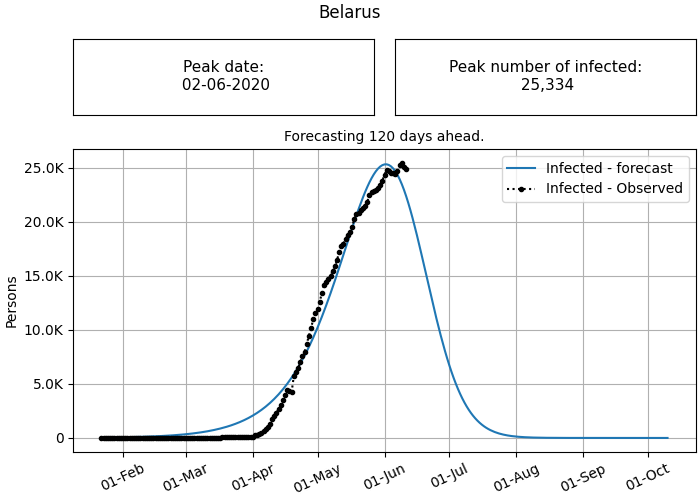 Belarus
Peak date:
02-06-2020
Peak number of infected:
25,334
Forecasting 120 days ahead.
Infected - forecast
Infected - Observed
Persons
25.0K
20.0K
15.0K
10.0K
5.0K
0
01-Feb
01-Mar
01-Apr
01-May
01-Jun
01-Jul
01-Aug
01-Sep
01-Oct